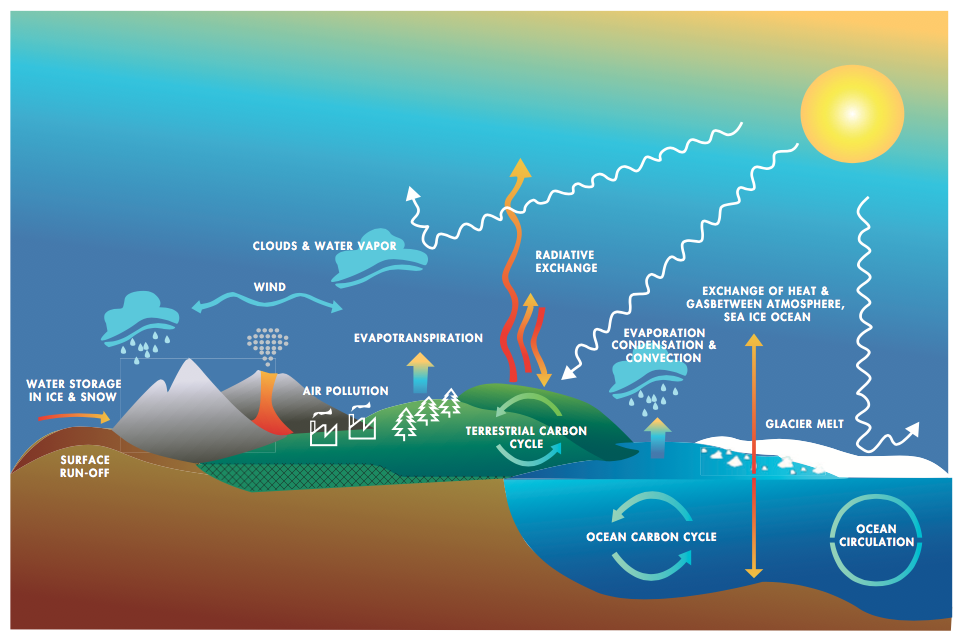 CLOUDS & WATER VAPOR
RADIATIVE
EXCHANGE
WIND
EXCHANGE OF HEAT &
GASBETWEEN ATMOSPHERE,
SEA ICE OCEAN
EVAPOTRANSPIRATION
EVAPORATION
CONDENSATION &
CONVECTION
WATER STORAGE
IN ICE & SNOW
AIR POLLUTION
TERRESTRIAL CARBON
CYCLE
GLACIER MELT
SURFACE
RUN-OFF
OCEAN CARBON CYCLE
OCEAN
CIRCULATION